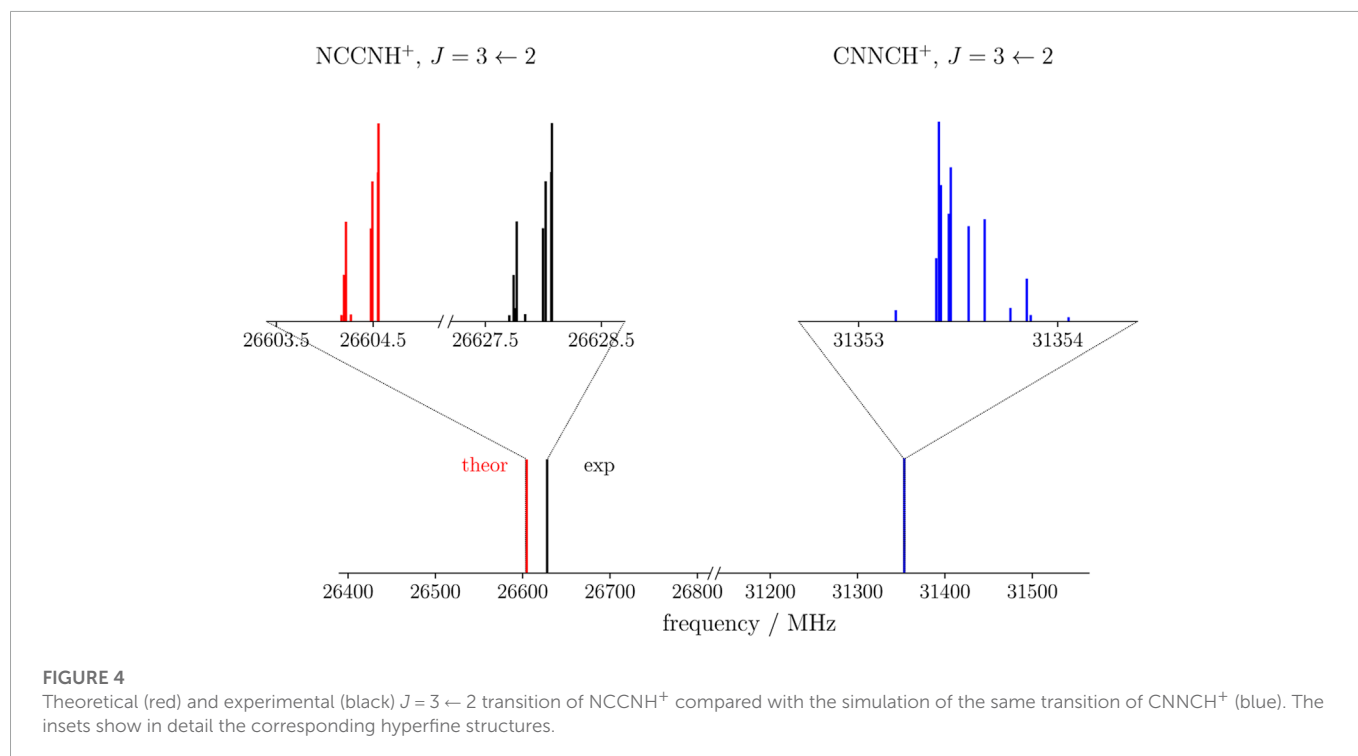 NCCNH⁺, J = 3 ← 2
CNNCH⁺, J = 3 ← 2
26603.5 26604.5 26627.5 26628.5
31353 31354
theor exp
26400 26500 26600 26700 26800 31200 31300 31400 31500
frequency / MHz
FIGURE 4
Theoretical (red) and experimental (black) J = 3 ← 2 transition of NCCNH⁺ compared with the simulation of the same transition of CNNCH⁺ (blue). The
insets show in detail the corresponding hyperfine structures.